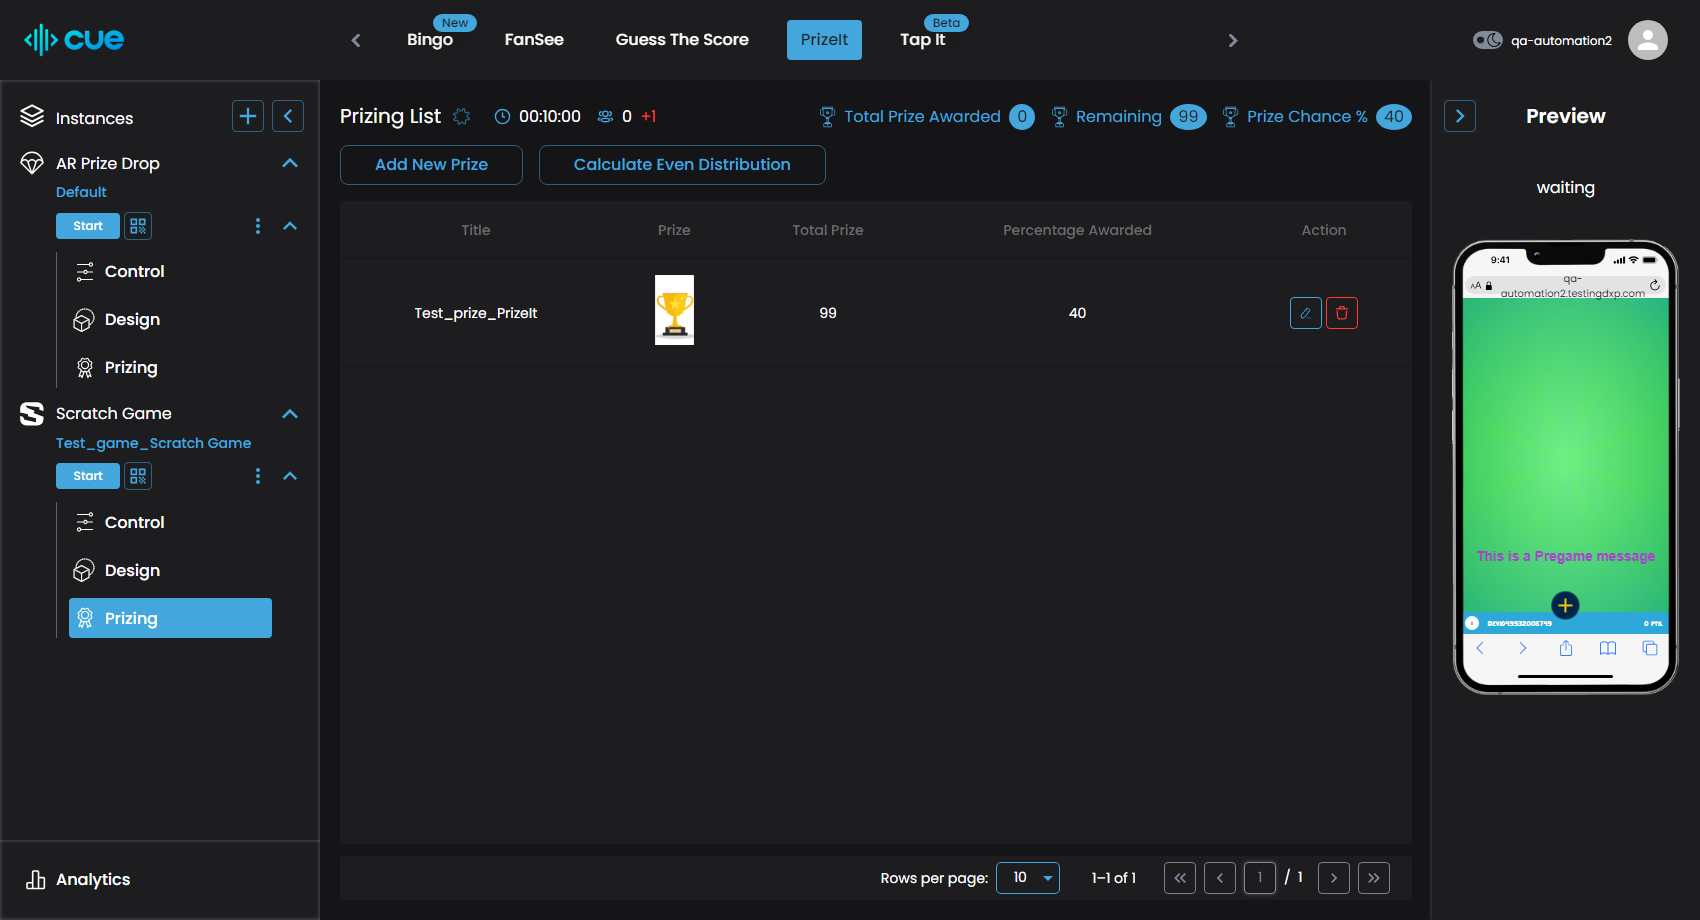 cue
New
Beta
Bingo FanSee Guess The Score PrizeIt Tap It
qa-automation2
Instances
AR Prize Drop
Default
Start
Control
Design
Prizing
Scratch Game
Test_game_Scratch Game
Start
Control
Design
Prizing
Analytics
Prizing List 00:10:00 0 +1 Total Prize Awarded 0 Remaining 99 Prize Chance % 40
Add New Prize Calculate Even Distribution
Title Prize Total Prize Percentage Awarded Action
Test_prize_PrizeIt 99 40
Rows per page: 10 1–1 of 1 1 / 1
Preview
waiting
9:41
AA
qa-
automation2.testingdxp.com
This is a Pregame message
0 PTS.